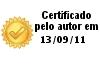 Certificado
pelo autor em
13/09/11